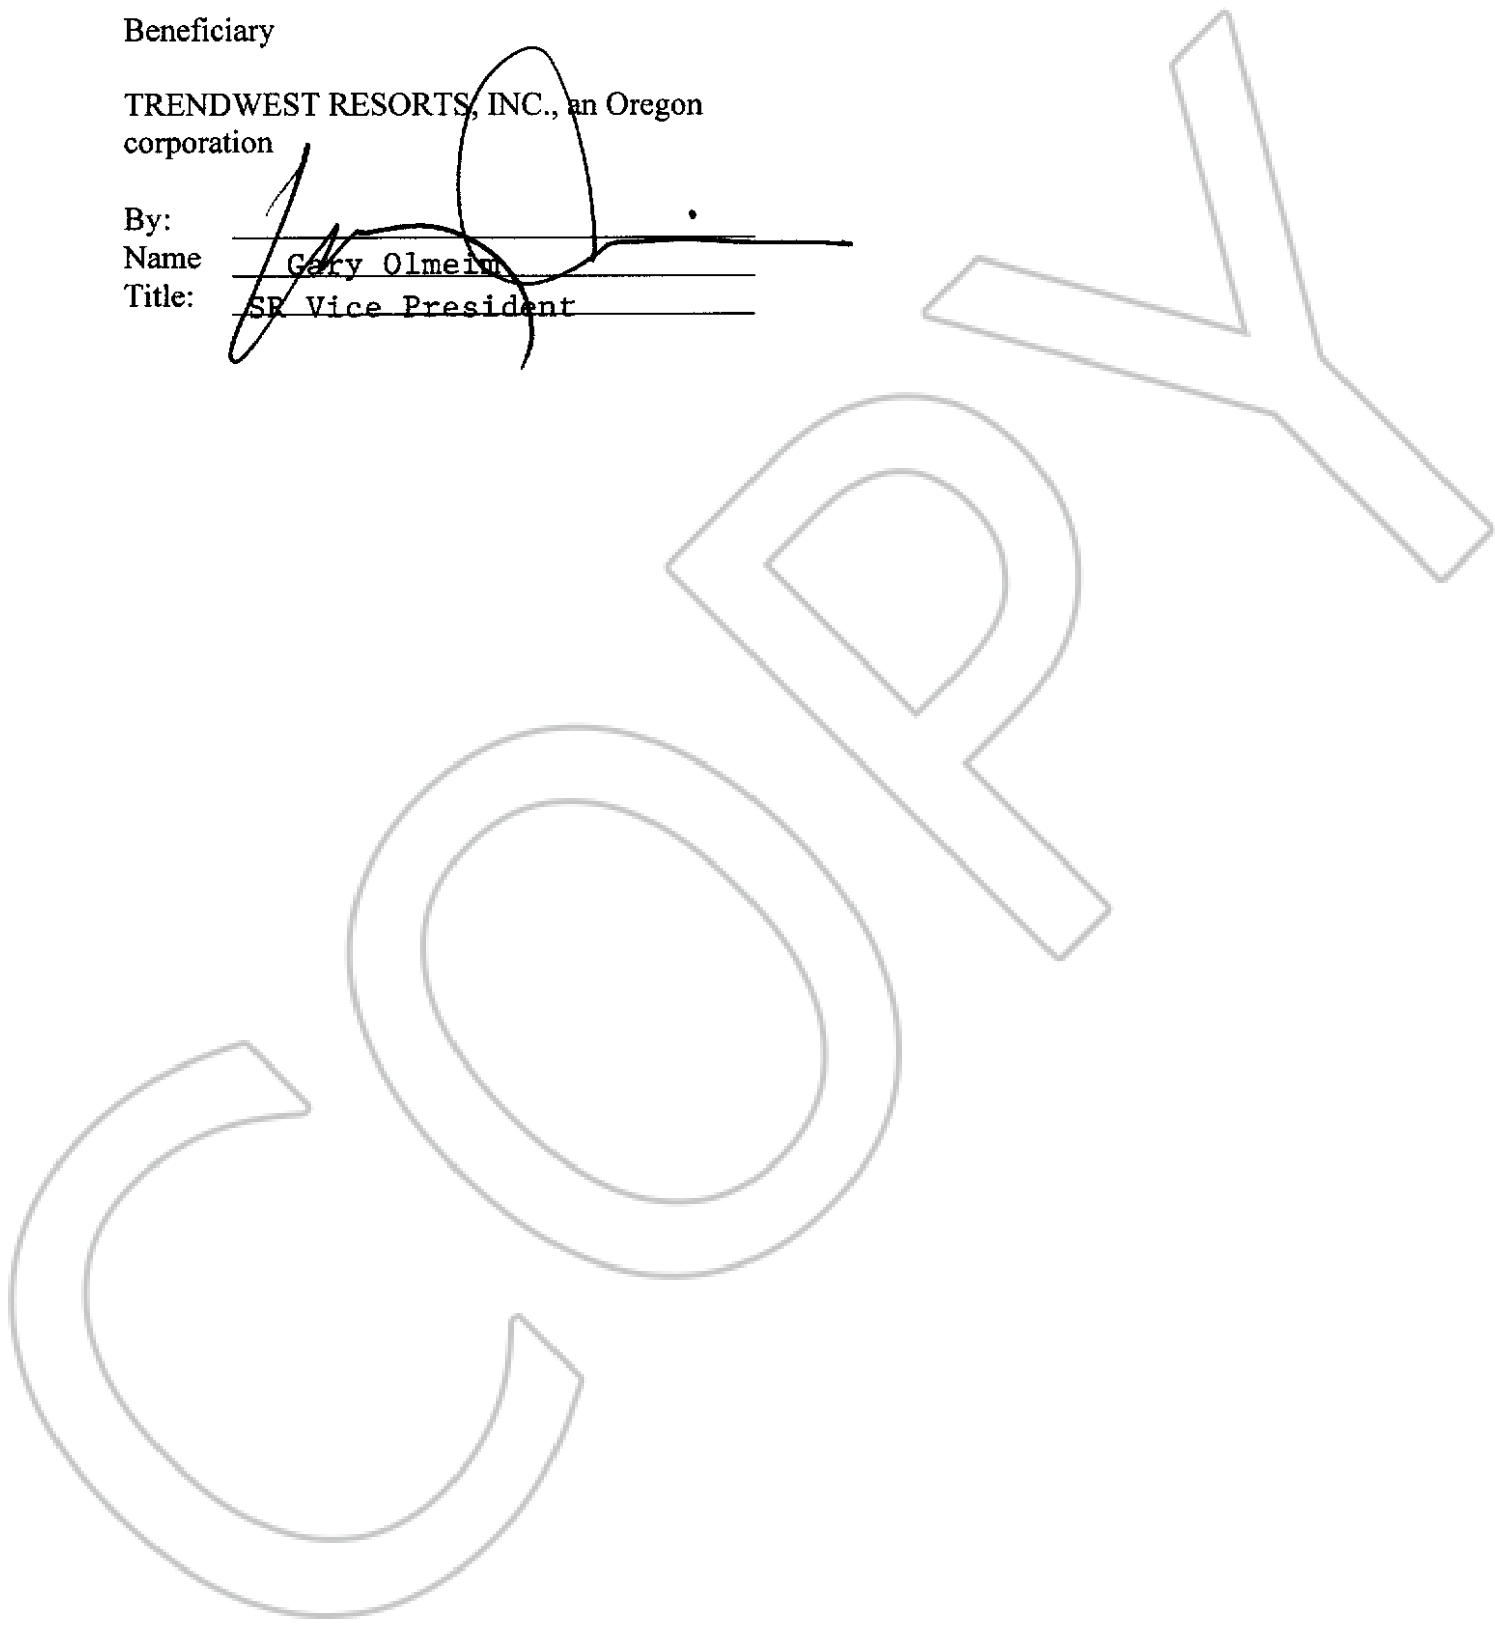 Beneficiary
TRENDWEST RESORTS, INC., an Oregon
corporation
By:
Name Gary Olmeim
Title: SR Vice President
COPY